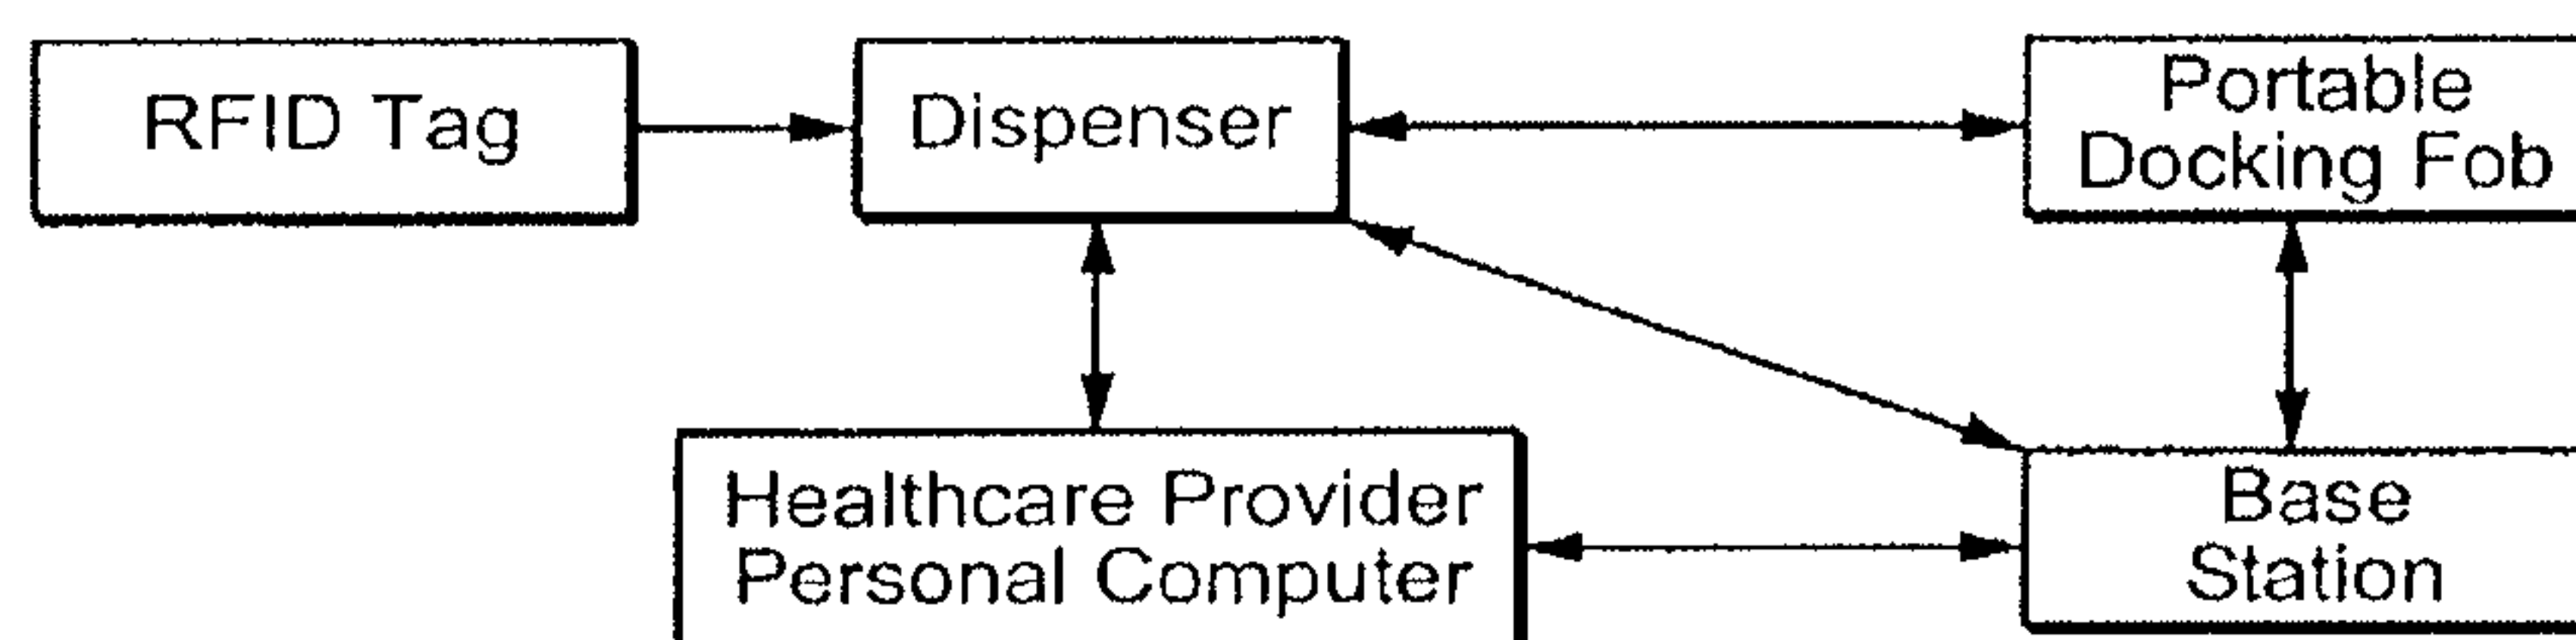 RFID Tag
Dispenser
Portable
Docking Fob
Healthcare Provider
Personal Computer
Base
Station